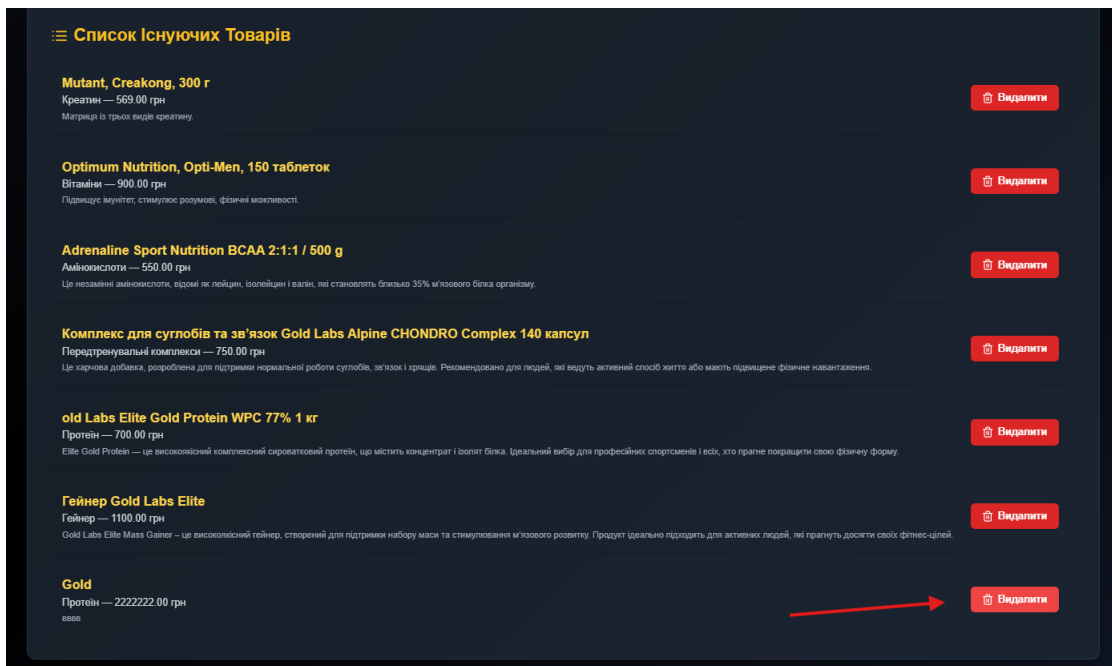 Список Існуючих Товарів
Mutant, Creakong, 300 г
Креатин — 569.00 грн
Матриця із трьох видів креатину.
Видалити
Optimum Nutrition, Opti-Men, 150 таблеток
Вітаміни — 900.00 грн
Підвищує імунітет, стимулює розумові, фізичні можливості.
Видалити
Adrenaline Sport Nutrition BCAA 2:1:1 / 500 g
Амінокислоти — 550.00 грн
Це незамінні амінокислоти, відомі як лейцин, ізолейцин і валін, які становлять близько 35% м'язового білка організму.
Видалити
Комплекс для суглобів та зв'язок Gold Labs Alpine CHONDRO Complex 140 капсул
Передтренувальні комплекси — 750.00 грн
Це харчова добавка, розроблена для підтримки нормальної роботи суглобів, зв'язок і хрящів. Рекомендовано для людей, які ведуть активний спосіб життя або мають підвищене фізичне навантаження.
Видалити
old Labs Elite Gold Protein WPC 77% 1 кг
Протеїн — 700.00 грн
Elite Gold Protein — це високоякісний комплексний сироватковий протеїн, що містить концентрат і ізолят білка. Ідеальний вибір для професійних спортсменів і всіх, хто прагне покращити свою фізичну форму.
Видалити
Гейнер Gold Labs Elite
Гейнер — 1100.00 грн
Gold Labs Elite Mass Gainer – це високоякісний гейнер, створений для підтримки набору маси та стимулювання м'язового розвитку. Продукт ідеально підходить для активних людей, які прагнуть досягти своїх фітнес-цілей.
Видалити
Gold
Протеїн — 2222222.00 грн
вввв
Видалити